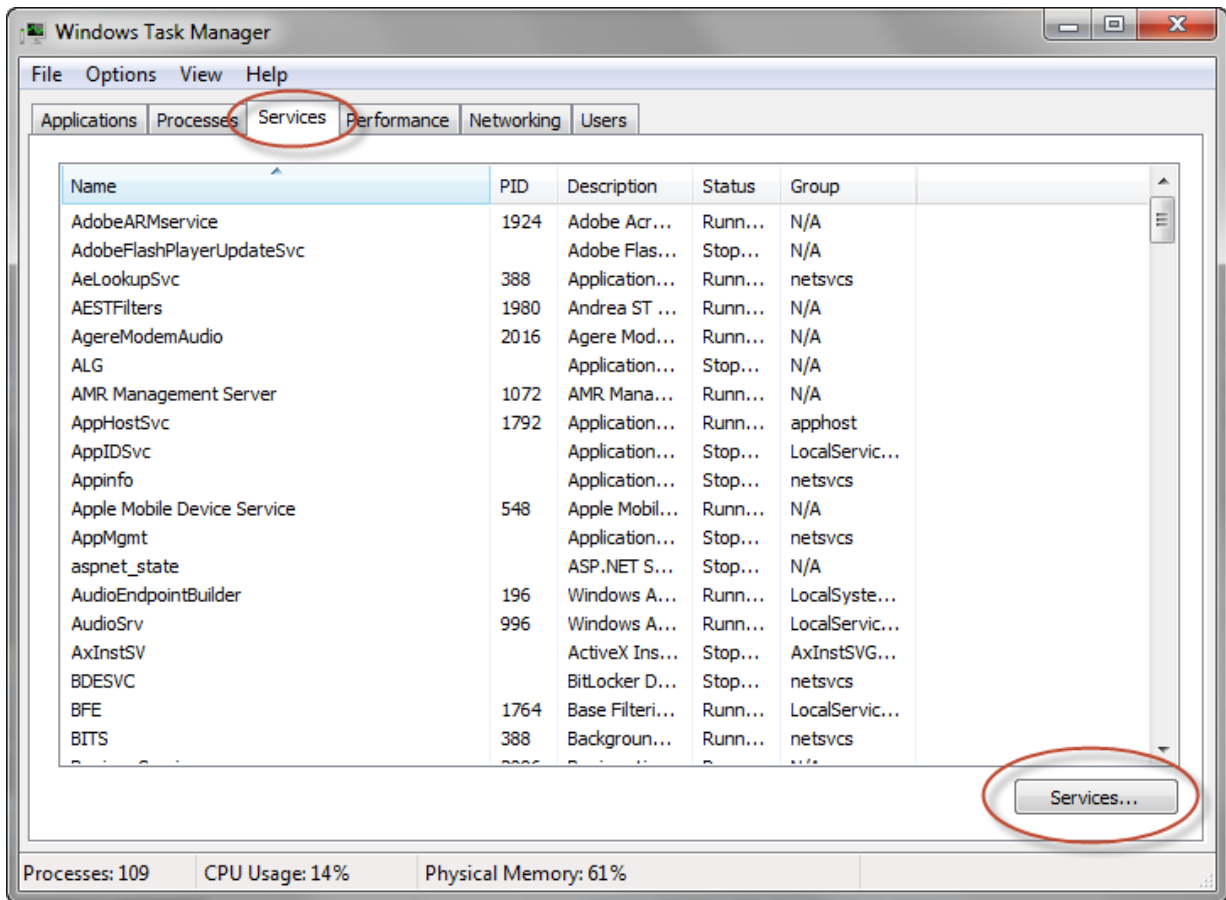 Windows Task Manager
File Options View Help
Applications Processes Services Performance Networking Users
Name PID Description Status Group
AdobeARMservice 1924 Adobe Acr... Runn... N/A
AdobeFlashPlayerUpdateSvc Adobe Flas... Stop... N/A
AeLookupSvc 388 Application... Runn... netsvcs
AESTFilters 1980 Andrea ST ... Runn... N/A
AgereModemAudio 2016 Agere Mod... Runn... N/A
ALG Application... Stop... N/A
AMR Management Server 1072 AMR Mana... Runn... N/A
AppHostSvc 1792 Application... Runn... apphost
AppIDSvc Application... Stop... LocalServic...
Appinfo Application... Stop... netsvcs
Apple Mobile Device Service 548 Apple Mobil... Runn... N/A
AppMgmt Application... Stop... netsvcs
aspnet_state ASP.NET S... Stop... N/A
AudioEndpointBuilder 196 Windows A... Runn... LocalSyste...
AudioSrv 996 Windows A... Runn... LocalServic...
AxInstSV ActiveX Ins... Stop... AxInstSVG...
BDESVC BitLocker D... Stop... netsvcs
BFE 1764 Base Filteri... Runn... LocalServic...
BITS 388 Backgroun... Runn... netsvcs
Services...
Processes: 109 CPU Usage: 14% Physical Memory: 61%